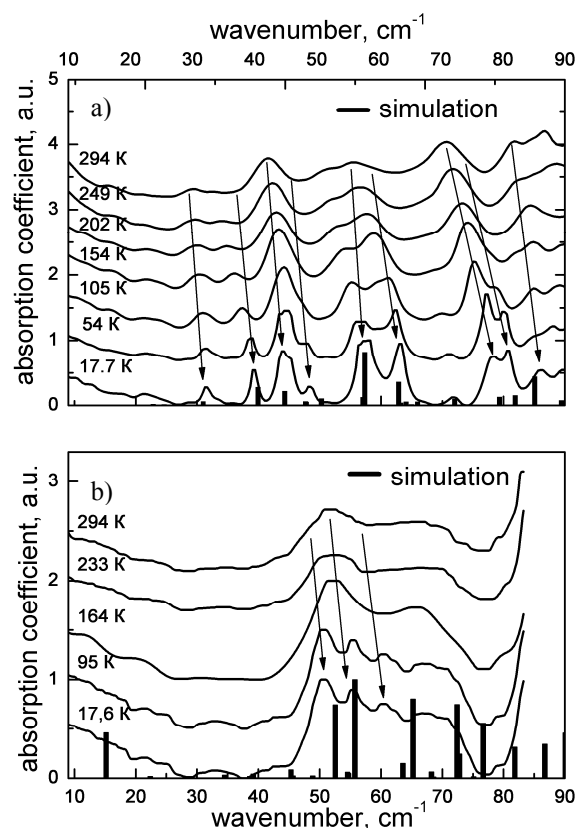 wavenumber, cm-1
10 20 30 40 50 60 70 80 90
5
a)
simulation
4
294 K
249 K
3
202 K
154 K
2
105 K
54 K
1
17.7 K
0
absorption coefficient, a.u.
b)
simulation
3
294 K
233 K
2
164 K
95 K
1
17,6 K
0
absorption coefficient, a.u.
10 20 30 40 50 60 70 80 90
wavenumber, cm-1